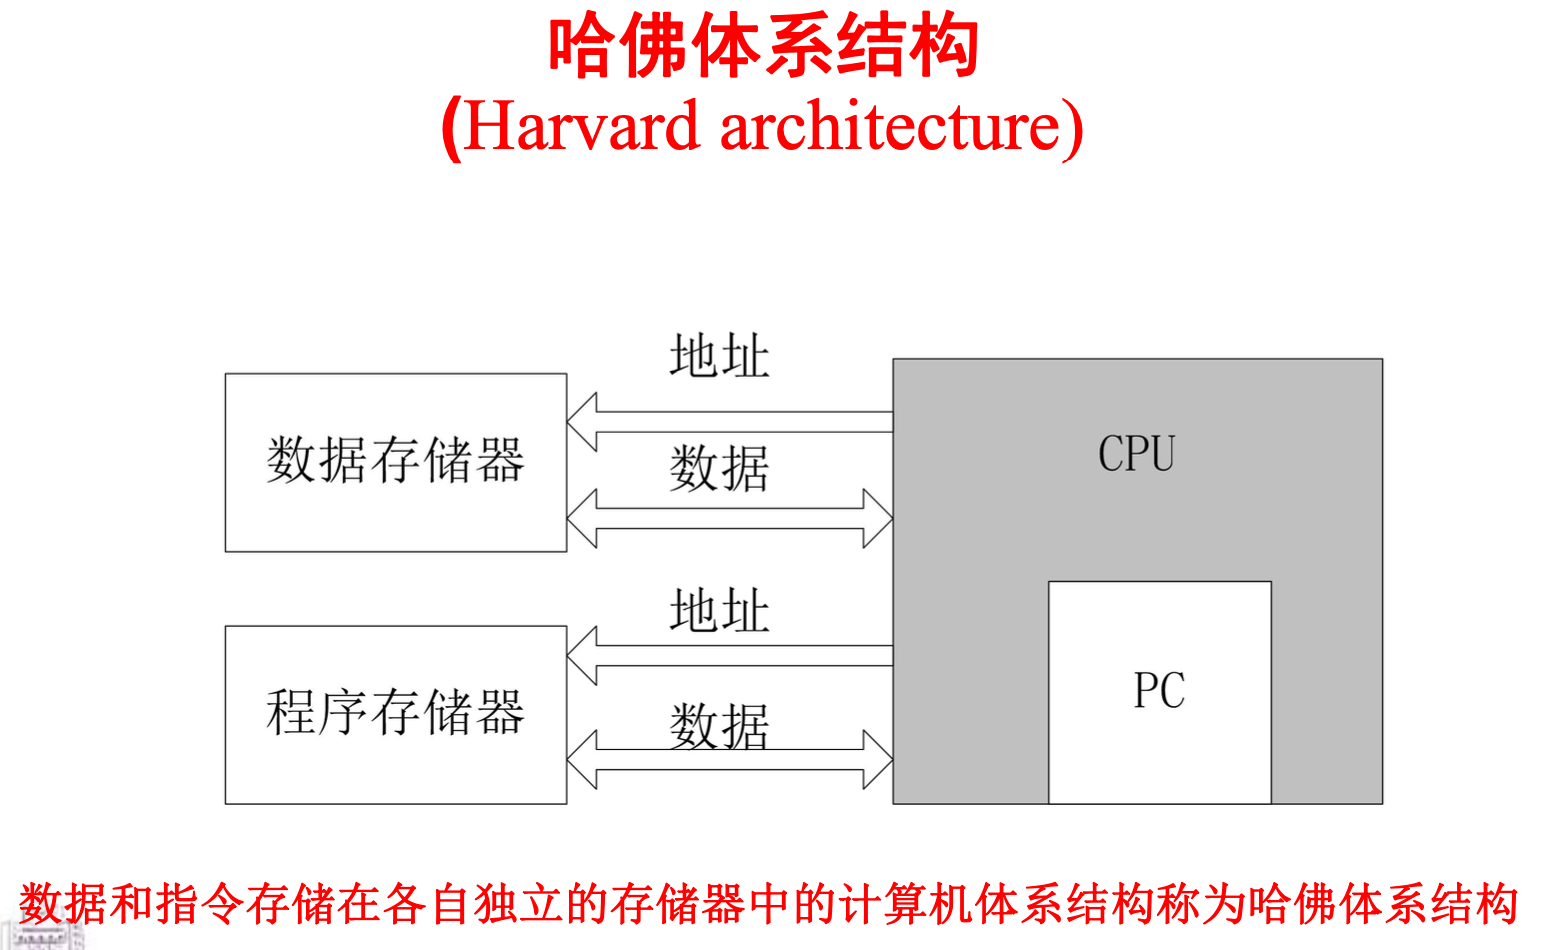 哈佛体系结构
(Harvard architecture)
地址
数据存储器
CPU
数据
地址
程序存储器
PC
数据
数据和指令存储在各自独立的存储器中的计算机体系结构称为哈佛体系结构